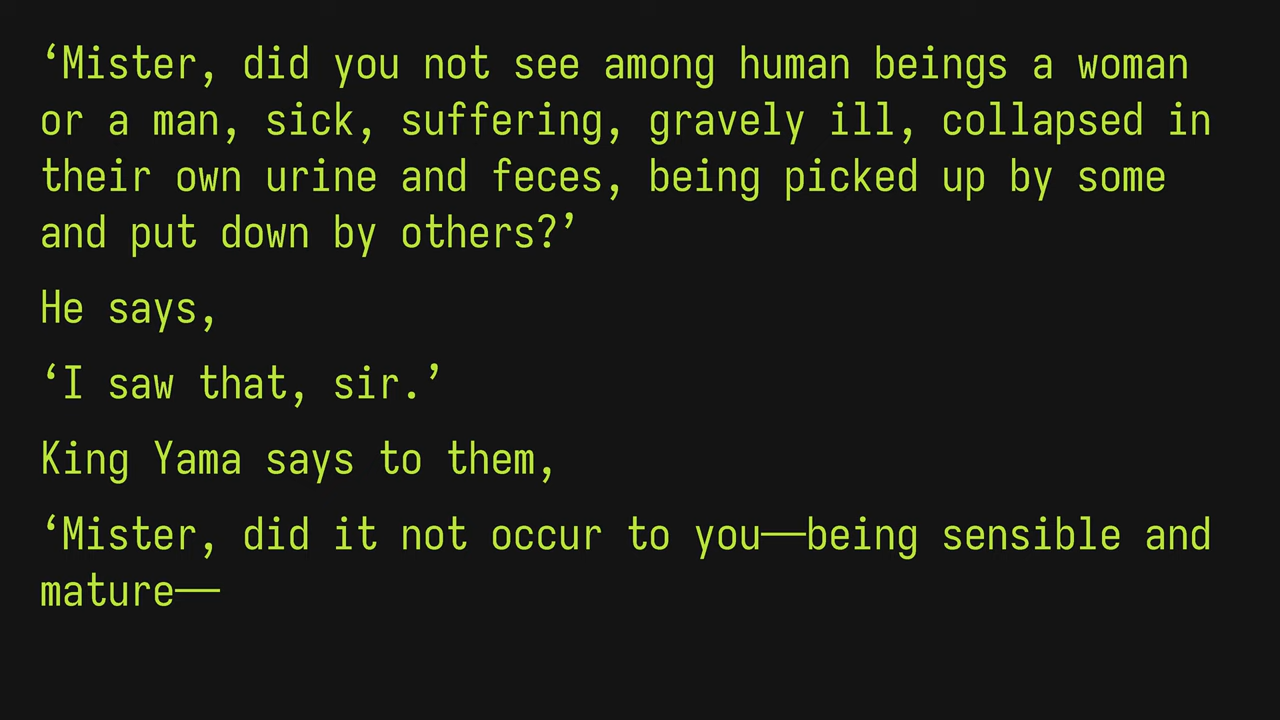 ‘Mister, did you not see among human beings a woman
or a man, sick, suffering, gravely ill, collapsed in
their own urine and feces, being picked up by some
and put down by others?’
He says,
‘I saw that, sir.’
King Yama says to them,
‘Mister, did it not occur to you—being sensible and
mature—